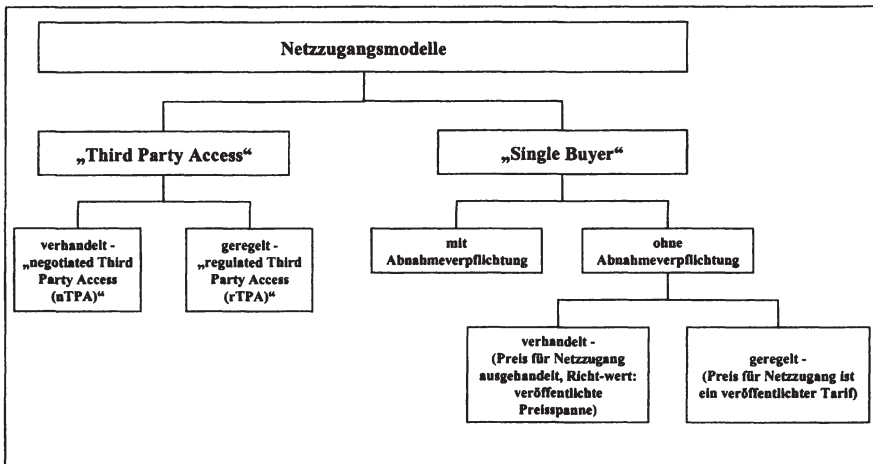 Netzzugangsmodelle
„Third Party Access“
„Single Buyer“
verhandelt -
„negotiated Third
Party Access
(nTPA)“
geregelt -
„regulated Third
Party Access
(rTPA)“
mit
Abnahmeverpflichtung
ohne
Abnahmeverpflichtung
verhandelt -
(Preis für Netzzugang
ausgehandelt, Richt-wert:
veröffentlichte
Preisspanne)
geregelt -
(Preis für Netzzugang ist
ein veröffentlichter Tarif)